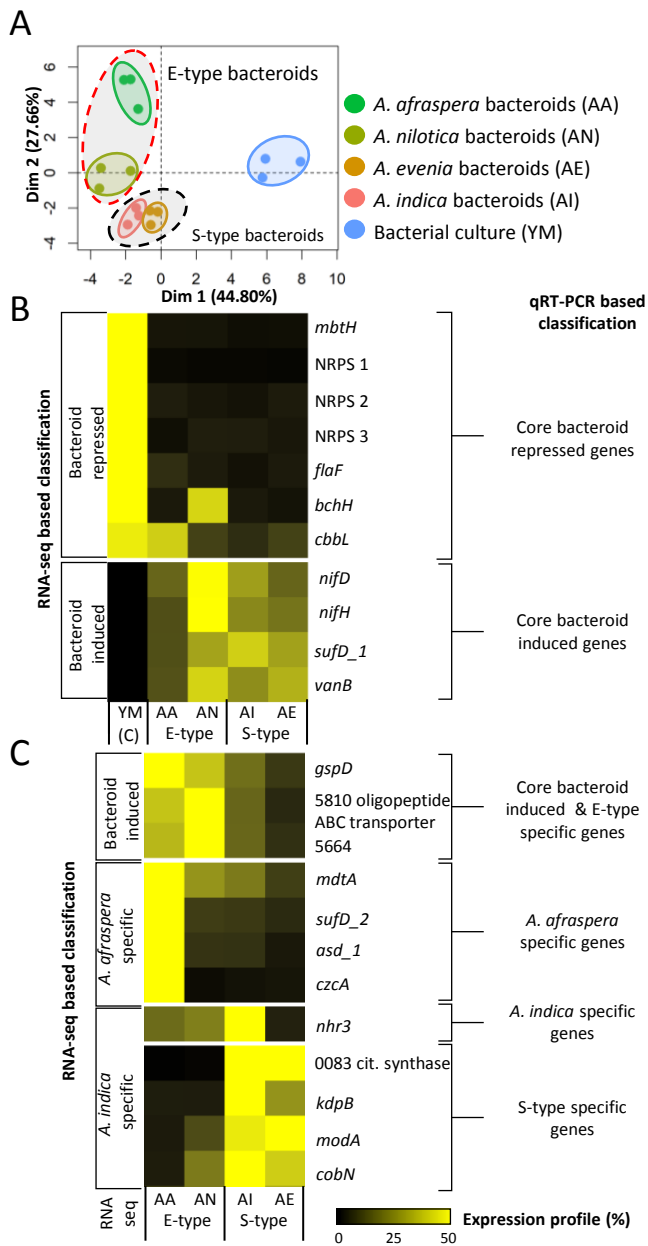 A
E-type bacteroids
S-type bacteroids
Dim 2 (27.66%)
6
4
2
0
-2
-4
-4
-2
0
2
4
6
8
10
Dim 1 (44.80%)
A. afraspera bacteroids (AA)
A. nilotica bacteroids (AN)
A. evenia bacteroids (AE)
A. indica bacteroids (AI)
Bacterial culture (YM)
B
qRT-PCR based
classification
RNA-seq based classification
Bacteroid
repressed
mbtH
NRPS 1
NRPS 2
NRPS 3
flaF
bchH
cbbL
Core bacteroid
repressed genes
Bacteroid
induced
nifD
nifH
sufD_1
vanB
Core bacteroid
induced genes
YM
(C)
AA
AN
AI
AE
E-type
S-type
C
RNA-seq based classification
Bacteroid
induced
gspD
5810 oligopeptide
ABC transporter
5664
Core bacteroid
induced & E-type
specific genes
A. afraspera
specific
mdtA
sufD_2
asd_1
czcA
A. afraspera
specific genes
A. indica
specific
nhr3
A. indica specific
genes
0083 cit. synthase
kdpB
modA
cobN
S-type specific
genes
RNA
seq
AA
AN
AI
AE
E-type
S-type
0
25
50
Expression profile (%)